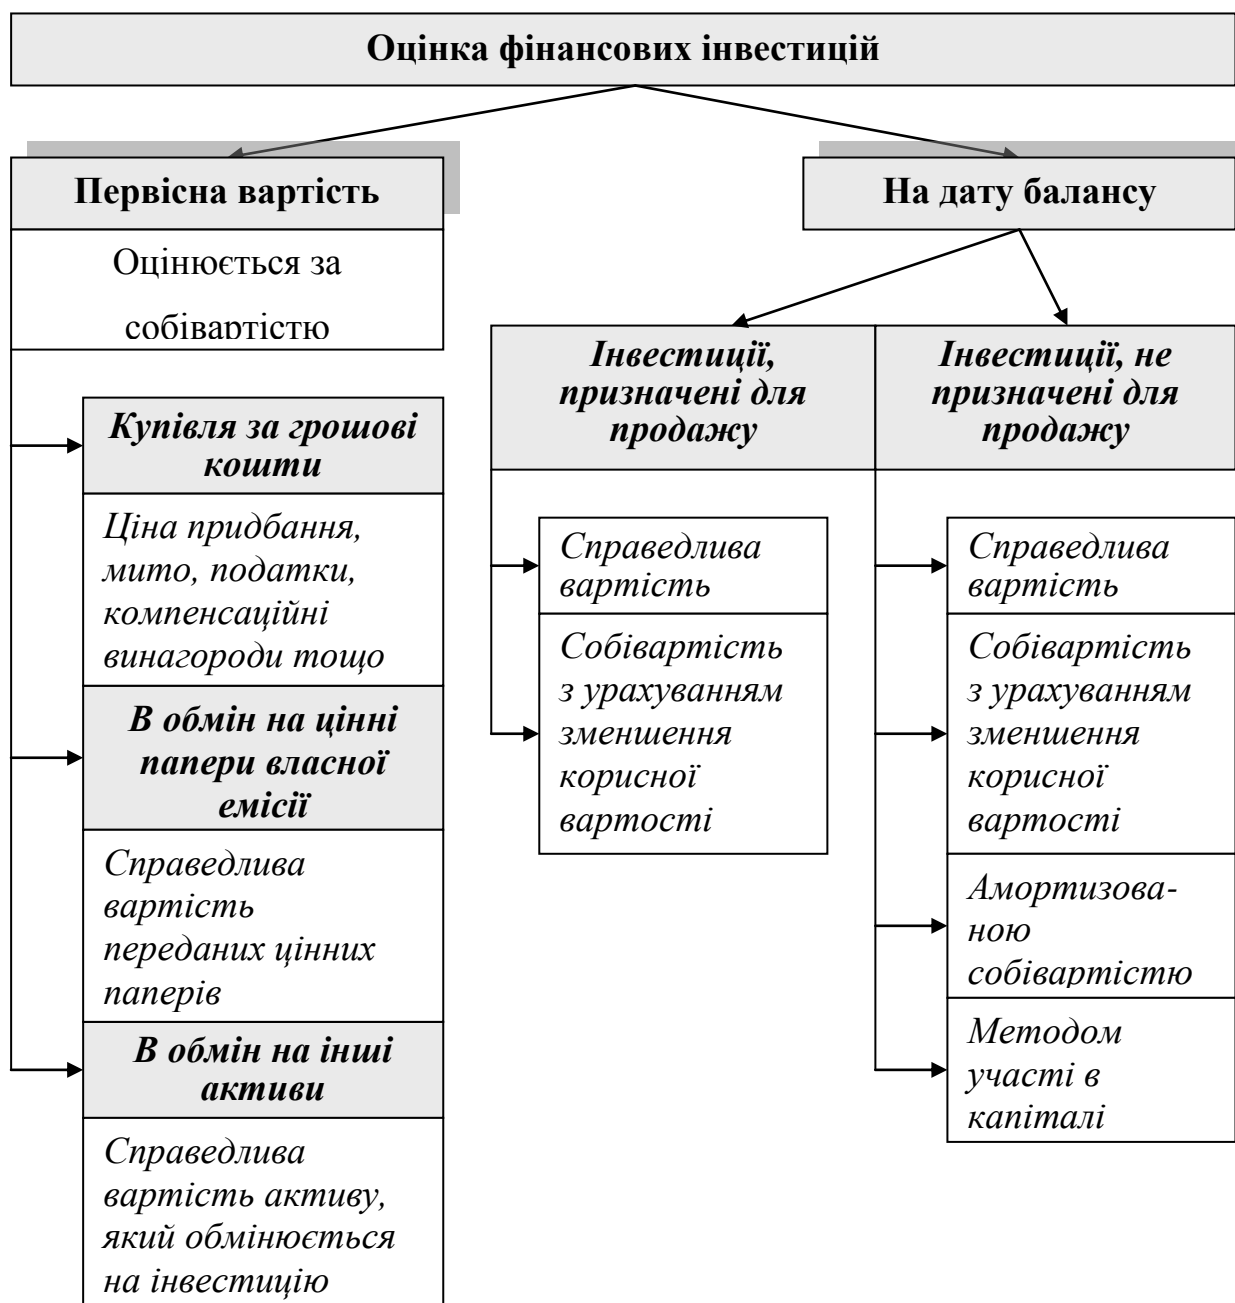 Оцінка фінансових інвестицій
Первісна вартість
Оцінюється за
собівартістю
Купівля за грошові
кошти
Ціна придбання,
мито, податки,
компенсаційні
винагороди тощо
В обмін на цінні
папери власної
емісії
Справедлива
вартість
переданих цінних
паперів
В обмін на інші
активи
Справедлива
вартість активу,
який обмінюється
на інвестицію
На дату балансу
Інвестиції,
призначені для
продажу
Справедлива
вартість
Собівартість
з урахуванням
зменшення
корисної
вартості
Інвестиції, не
призначені для
продажу
Справедлива
вартість
Собівартість
з урахуванням
зменшення
корисної
вартості
Амортизова-
ною
собівартістю
Методом
участі в
капіталі